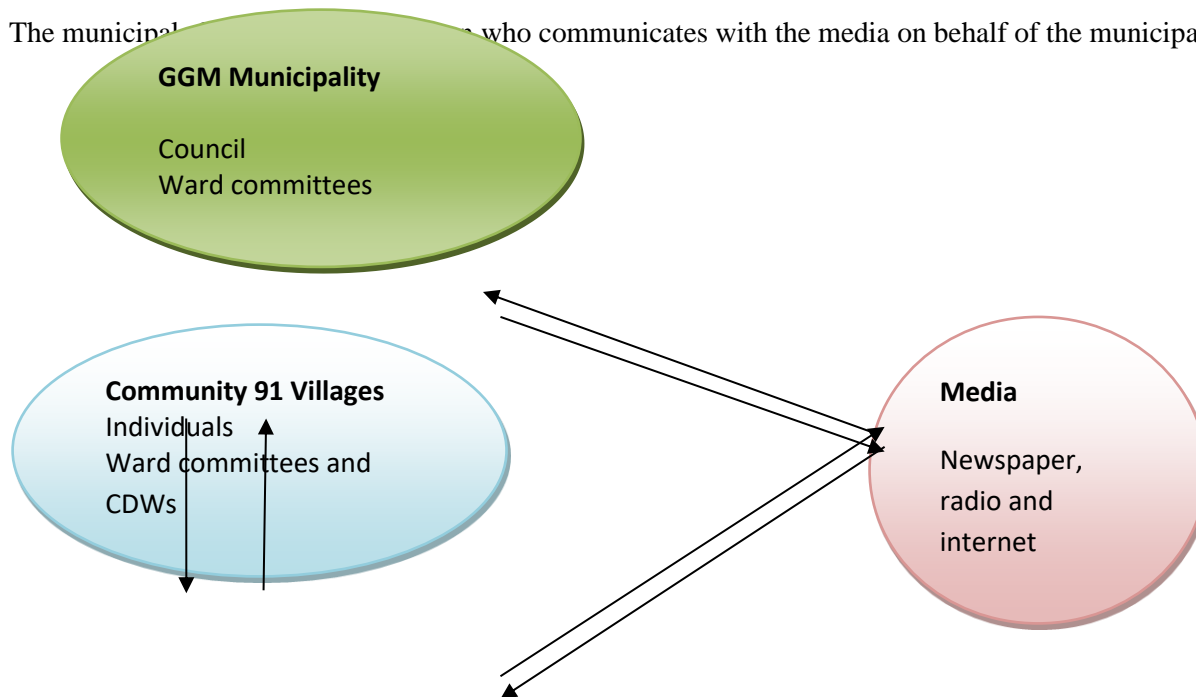 The municipal who communicates with the media on behalf of the
GGM Municipality
Council
Ward committees
Community 91 Villages
Individuals
Ward committees and
CDWs
Media
Newspaper,
radio and
internet